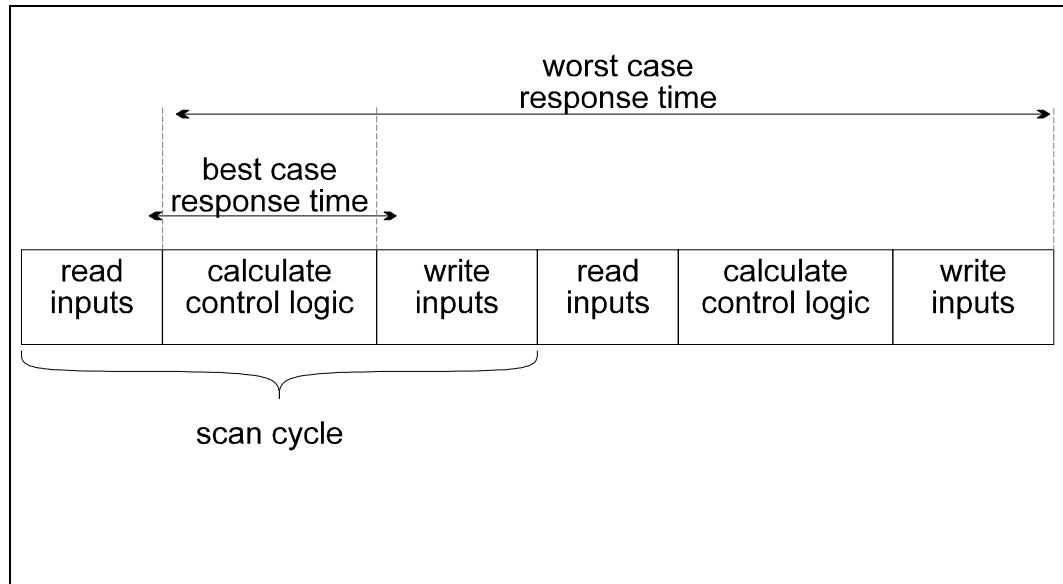 worst case
response time
best case
response time
read
inputs
calculate
control logic
write
inputs
read
inputs
calculate
control logic
write
inputs
scan cycle